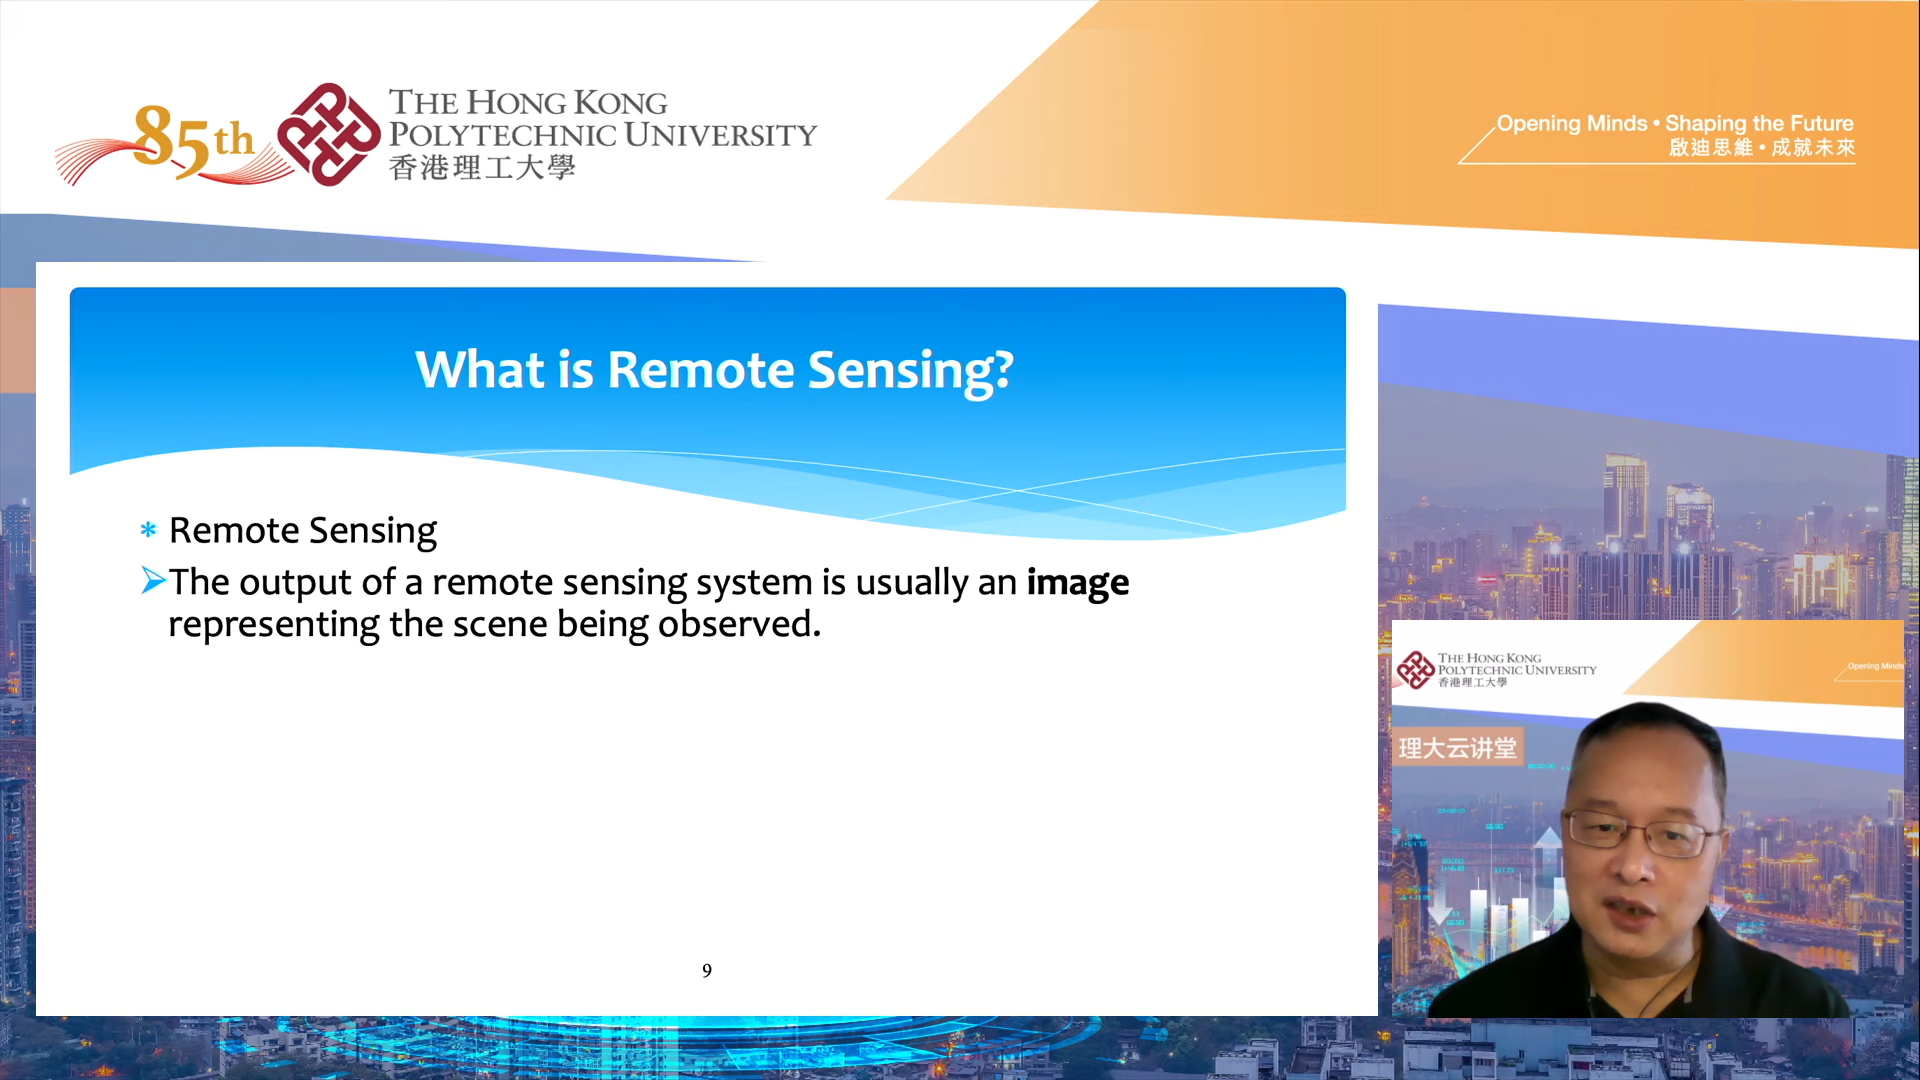 85th
THE HONG KONG
POLYTECHNIC UNIVERSITY
香港理工大學
Opening Minds • Shaping the Future
啟迪思維 • 成就未來
What is Remote Sensing?
* Remote Sensing
➢The output of a remote sensing system is usually an image
representing the scene being observed.
9
THE HONG KONG
POLYTECHNIC UNIVERSITY
香港理工大學
Opening Minds
理大云讲堂